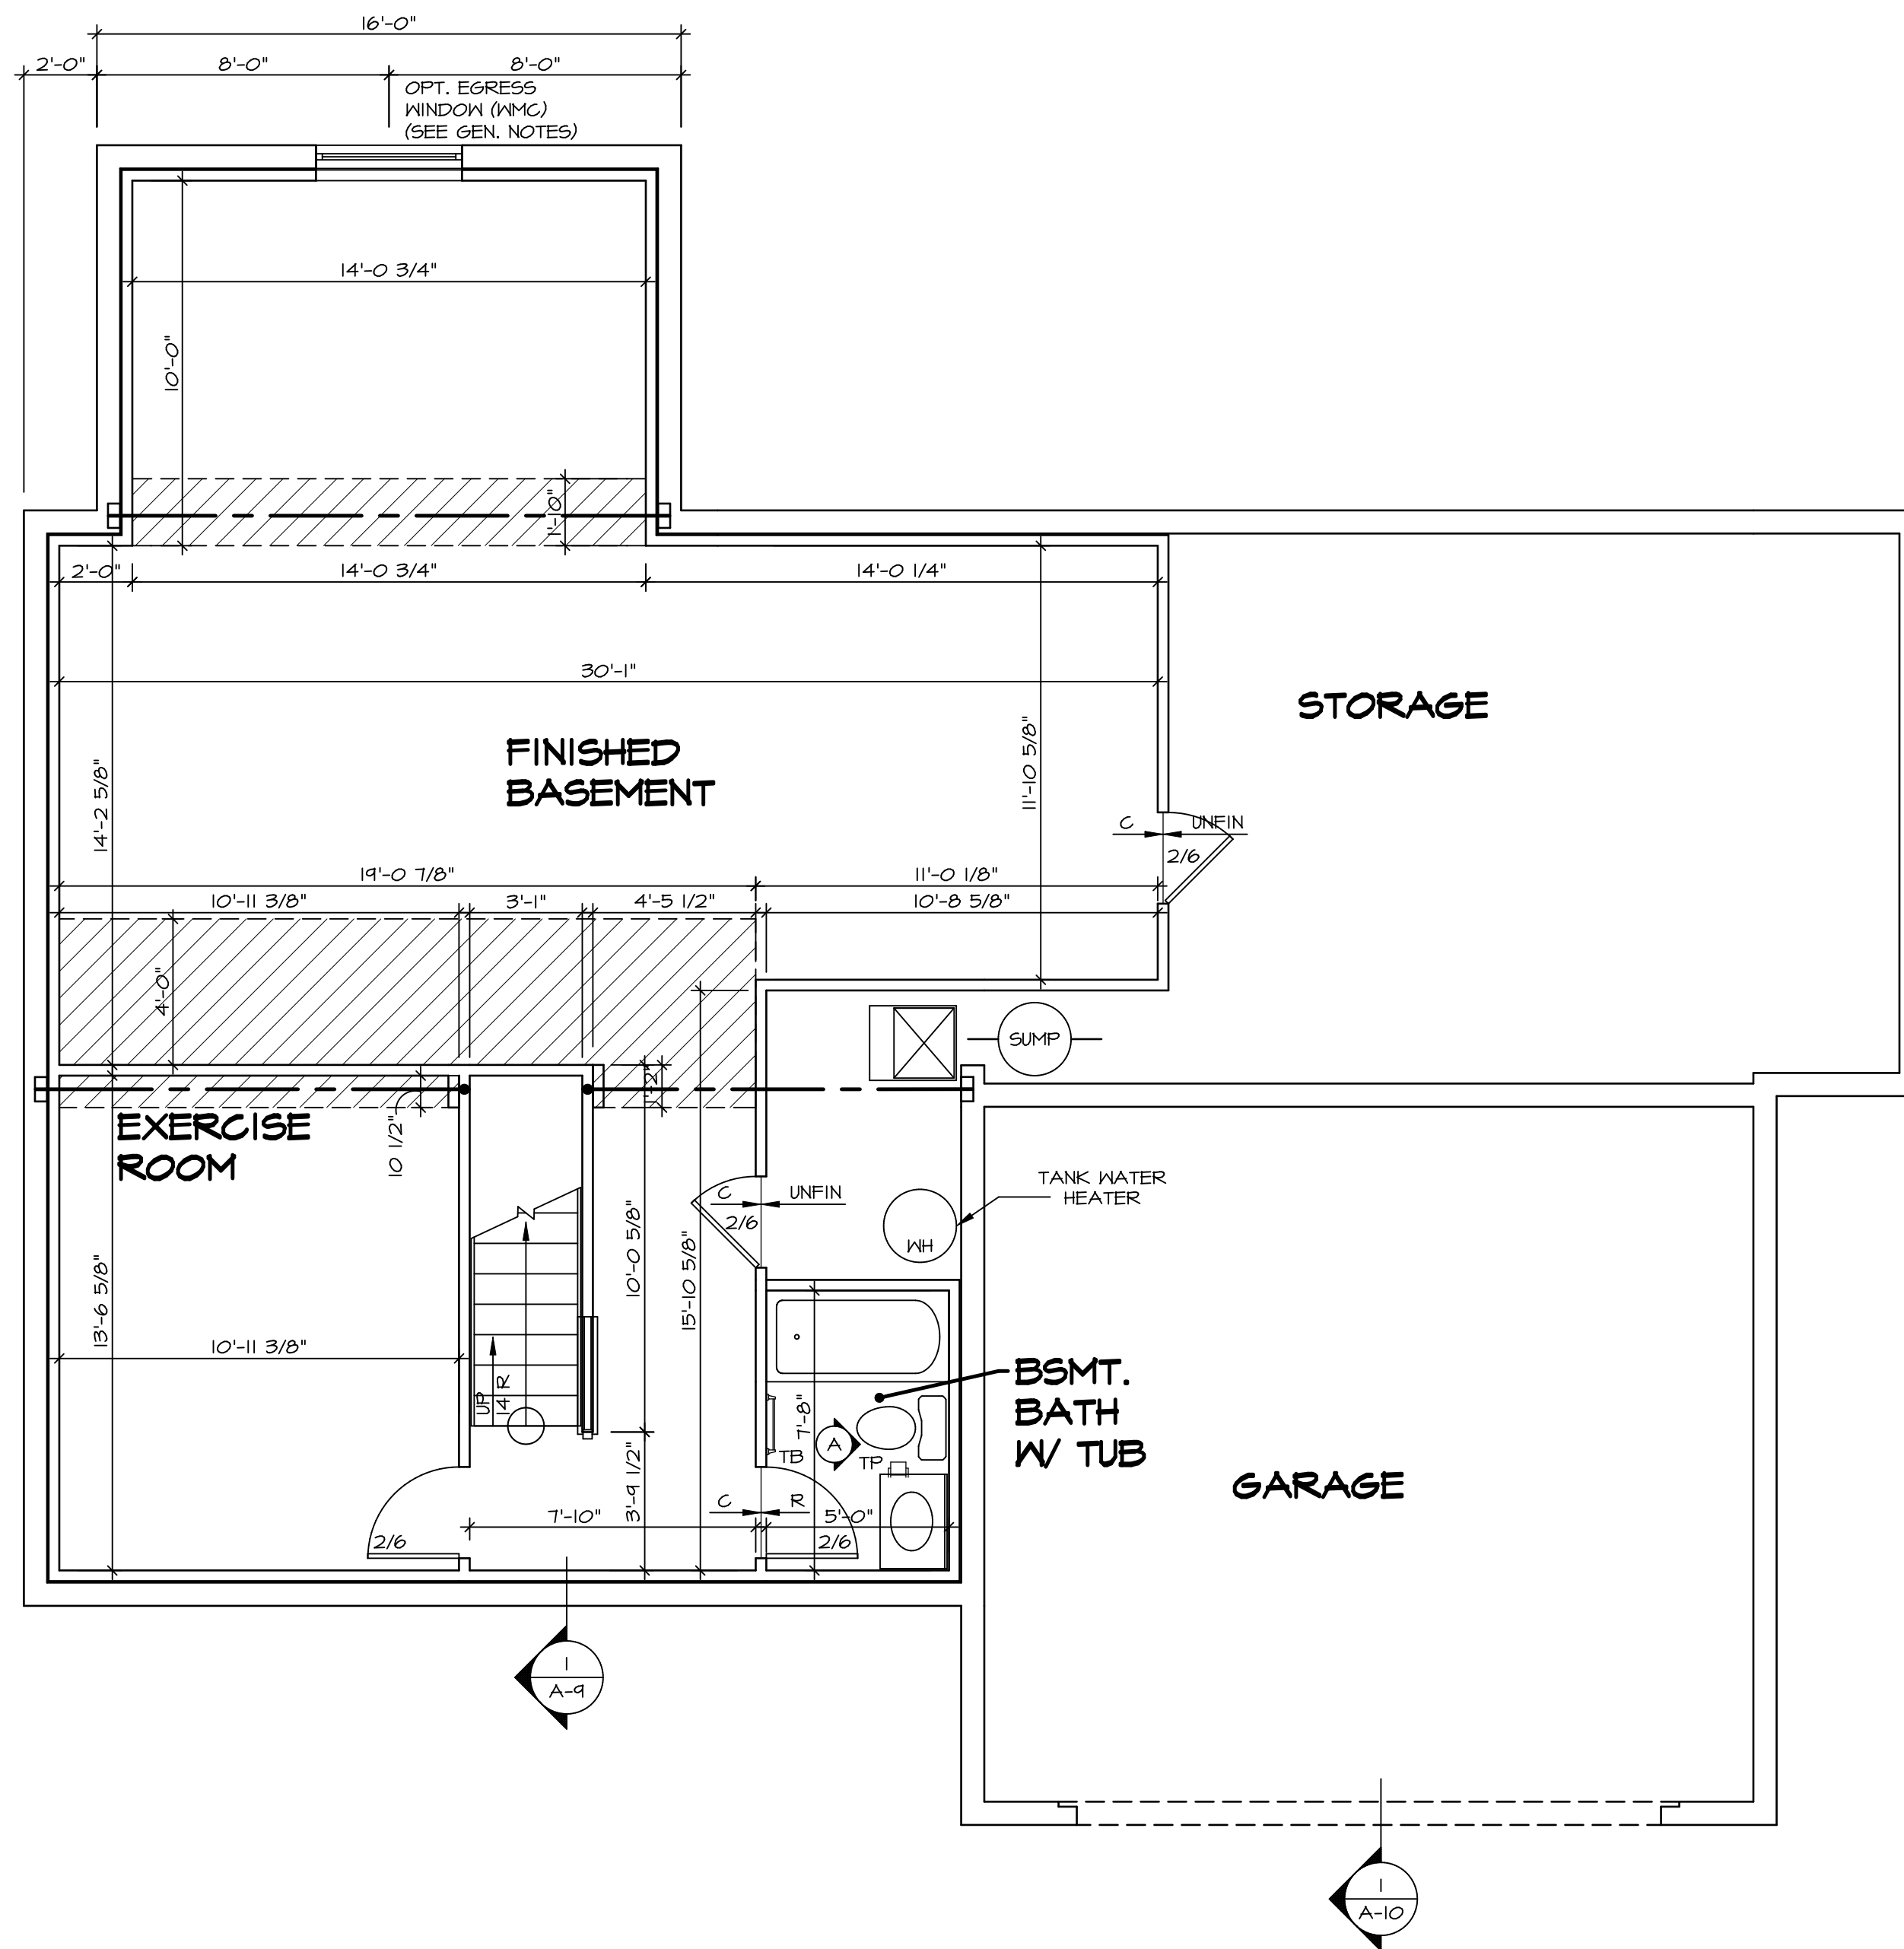 16'-0"
2'-0"
8'-0"
8'-0"
OPT. EGRESS
WINDOW (WMC)
(SEE GEN. NOTES)
14'-0 3/4"
10'-0"
1'-10"
2'-0"
14'-0 3/4"
14'-0 1/4"
30'-1"
STORAGE
FINISHED
BASEMENT
14'-2 5/8"
11'-10 5/8"
C
UNFIN
2/6
19'-0 7/8"
11'-0 1/8"
10'-11 3/8"
3'-1"
4'-5 1/2"
10'-8 5/8"
4'-0"
SUMP
1'-2"
EXERCISE
ROOM
10 1/2"
TANK WATER
HEATER
C
UNFIN
2/6
WH
10'-0 5/8"
15'-10 5/8"
13'-6 5/8"
10'-11 3/8"
UP
14 R
BSMT.
BATH
W/ TUB
7'-8"
A
TB
TP
GARAGE
3'-9 1/2"
C
R
7'-10"
5'-0"
2/6
2/6
1
A-9
1
A-10